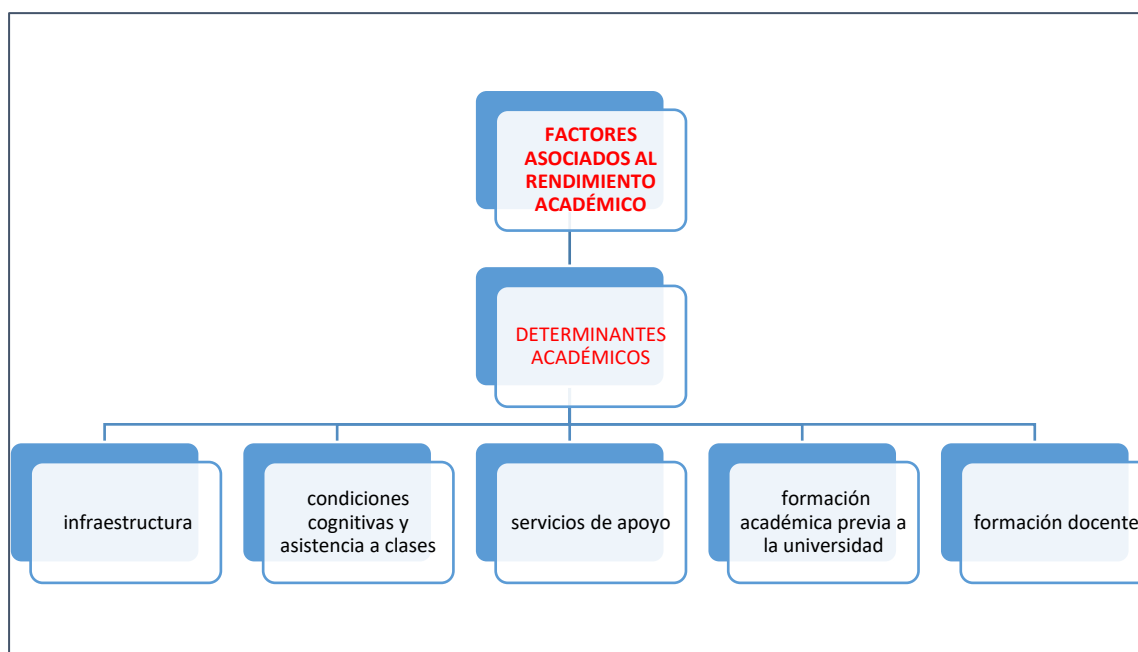 FACTORES
ASOCIADOS AL
RENDIMIENTO
ACADÉMICO
DETERMINANTES
ACADÉMICOS
infraestructura
condiciones
cognitivas y
asistencia a clases
servicios de apoyo
formación
académica previa a
la universidad
formación docente